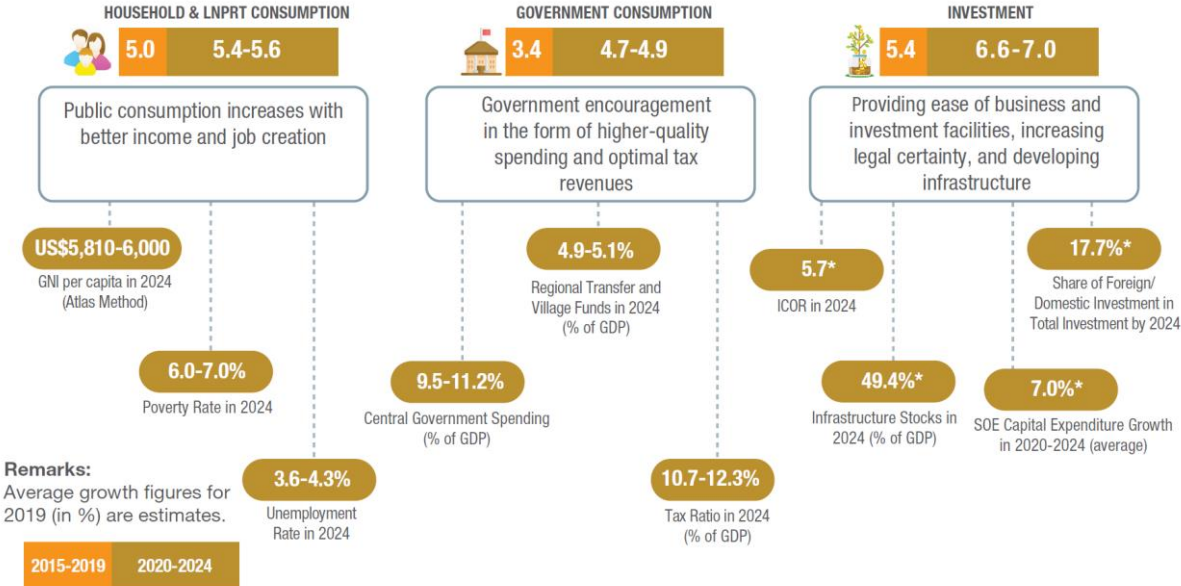 HOUSEHOLD & LNPRT CONSUMPTION
5.0 5.4-5.6
Public consumption increases with
better income and job creation
US$5,810-6,000
GNI per capita in 2024
(Atlas Method)
6.0-7.0%
Poverty Rate in 2024
3.6-4.3%
Unemployment
Rate in 2024
GOVERNMENT CONSUMPTION
3.4 4.7-4.9
Government encouragement
in the form of higher-quality
spending and optimal tax
revenues
4.9-5.1%
Regional Transfer and
Village Funds in 2024
(% of GDP)
9.5-11.2%
Central Government Spending
(% of GDP)
10.7-12.3%
Tax Ratio in 2024
(% of GDP)
INVESTMENT
5.4 6.6-7.0
Providing ease of business and
investment facilities, increasing
legal certainty, and developing
infrastructure
5.7*
ICOR in 2024
17.7%*
Share of Foreign/
Domestic Investment in
Total Investment by 2024
49.4%*
Infrastructure Stocks in
2024 (% of GDP)
7.0%*
SOE Capital Expenditure Growth
in 2020-2024 (average)
Remarks:
Average growth figures for
2019 (in %) are estimates.
2015-2019 2020-2024